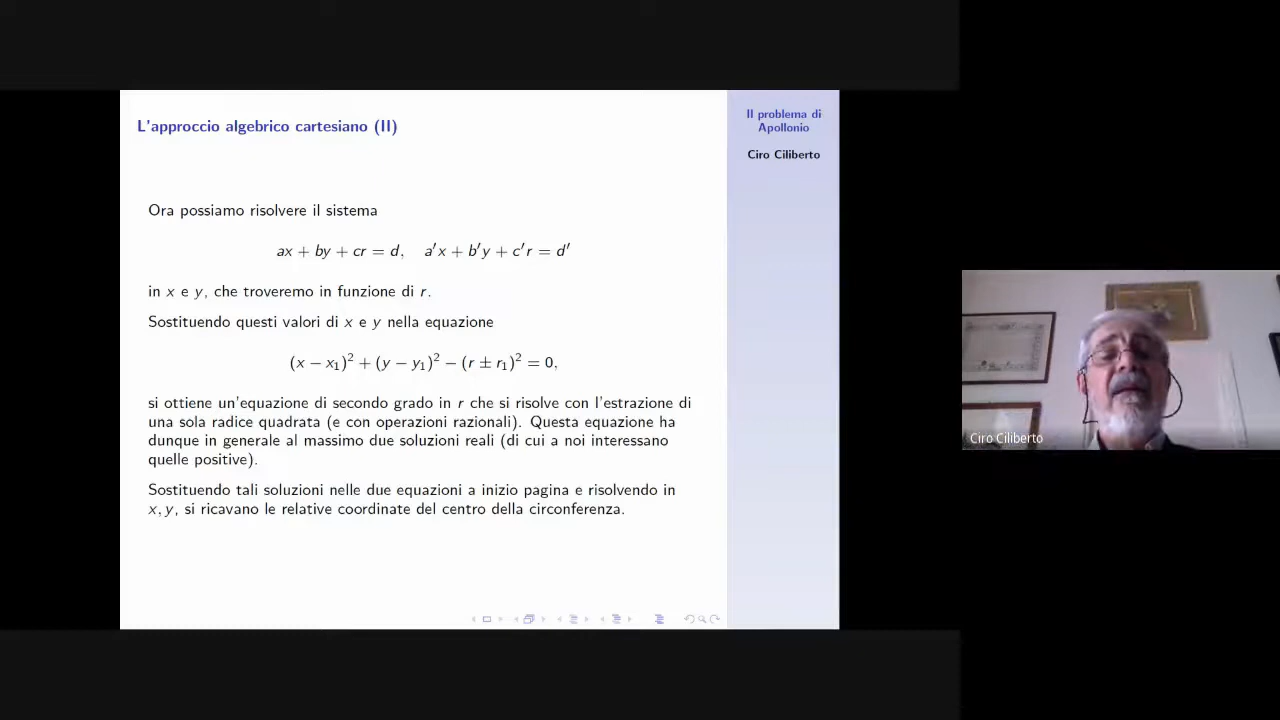 L'approccio algebrico cartesiano (II)
Il problema di
Apollonio
Ciro Ciliberto
Ora possiamo risolvere il sistema
ax + by + cr = d, a′x + b′y + c′r = d′
in x e y, che troveremo in funzione di r.
Sostituendo questi valori di x e y nella equazione
(x − x₁)² + (y − y₁)² − (r ± r₁)² = 0,
si ottiene un'equazione di secondo grado in r che si risolve con l'estrazione di
una sola radice quadrata (e con operazioni razionali). Questa equazione ha
dunque in generale al massimo due soluzioni reali (di cui a noi interessano
quelle positive).
Sostituendo tali soluzioni nelle due equazioni a inizio pagina e risolvendo in
x, y, si ricavano le relative coordinate del centro della circonferenza.
Ciro Ciliberto